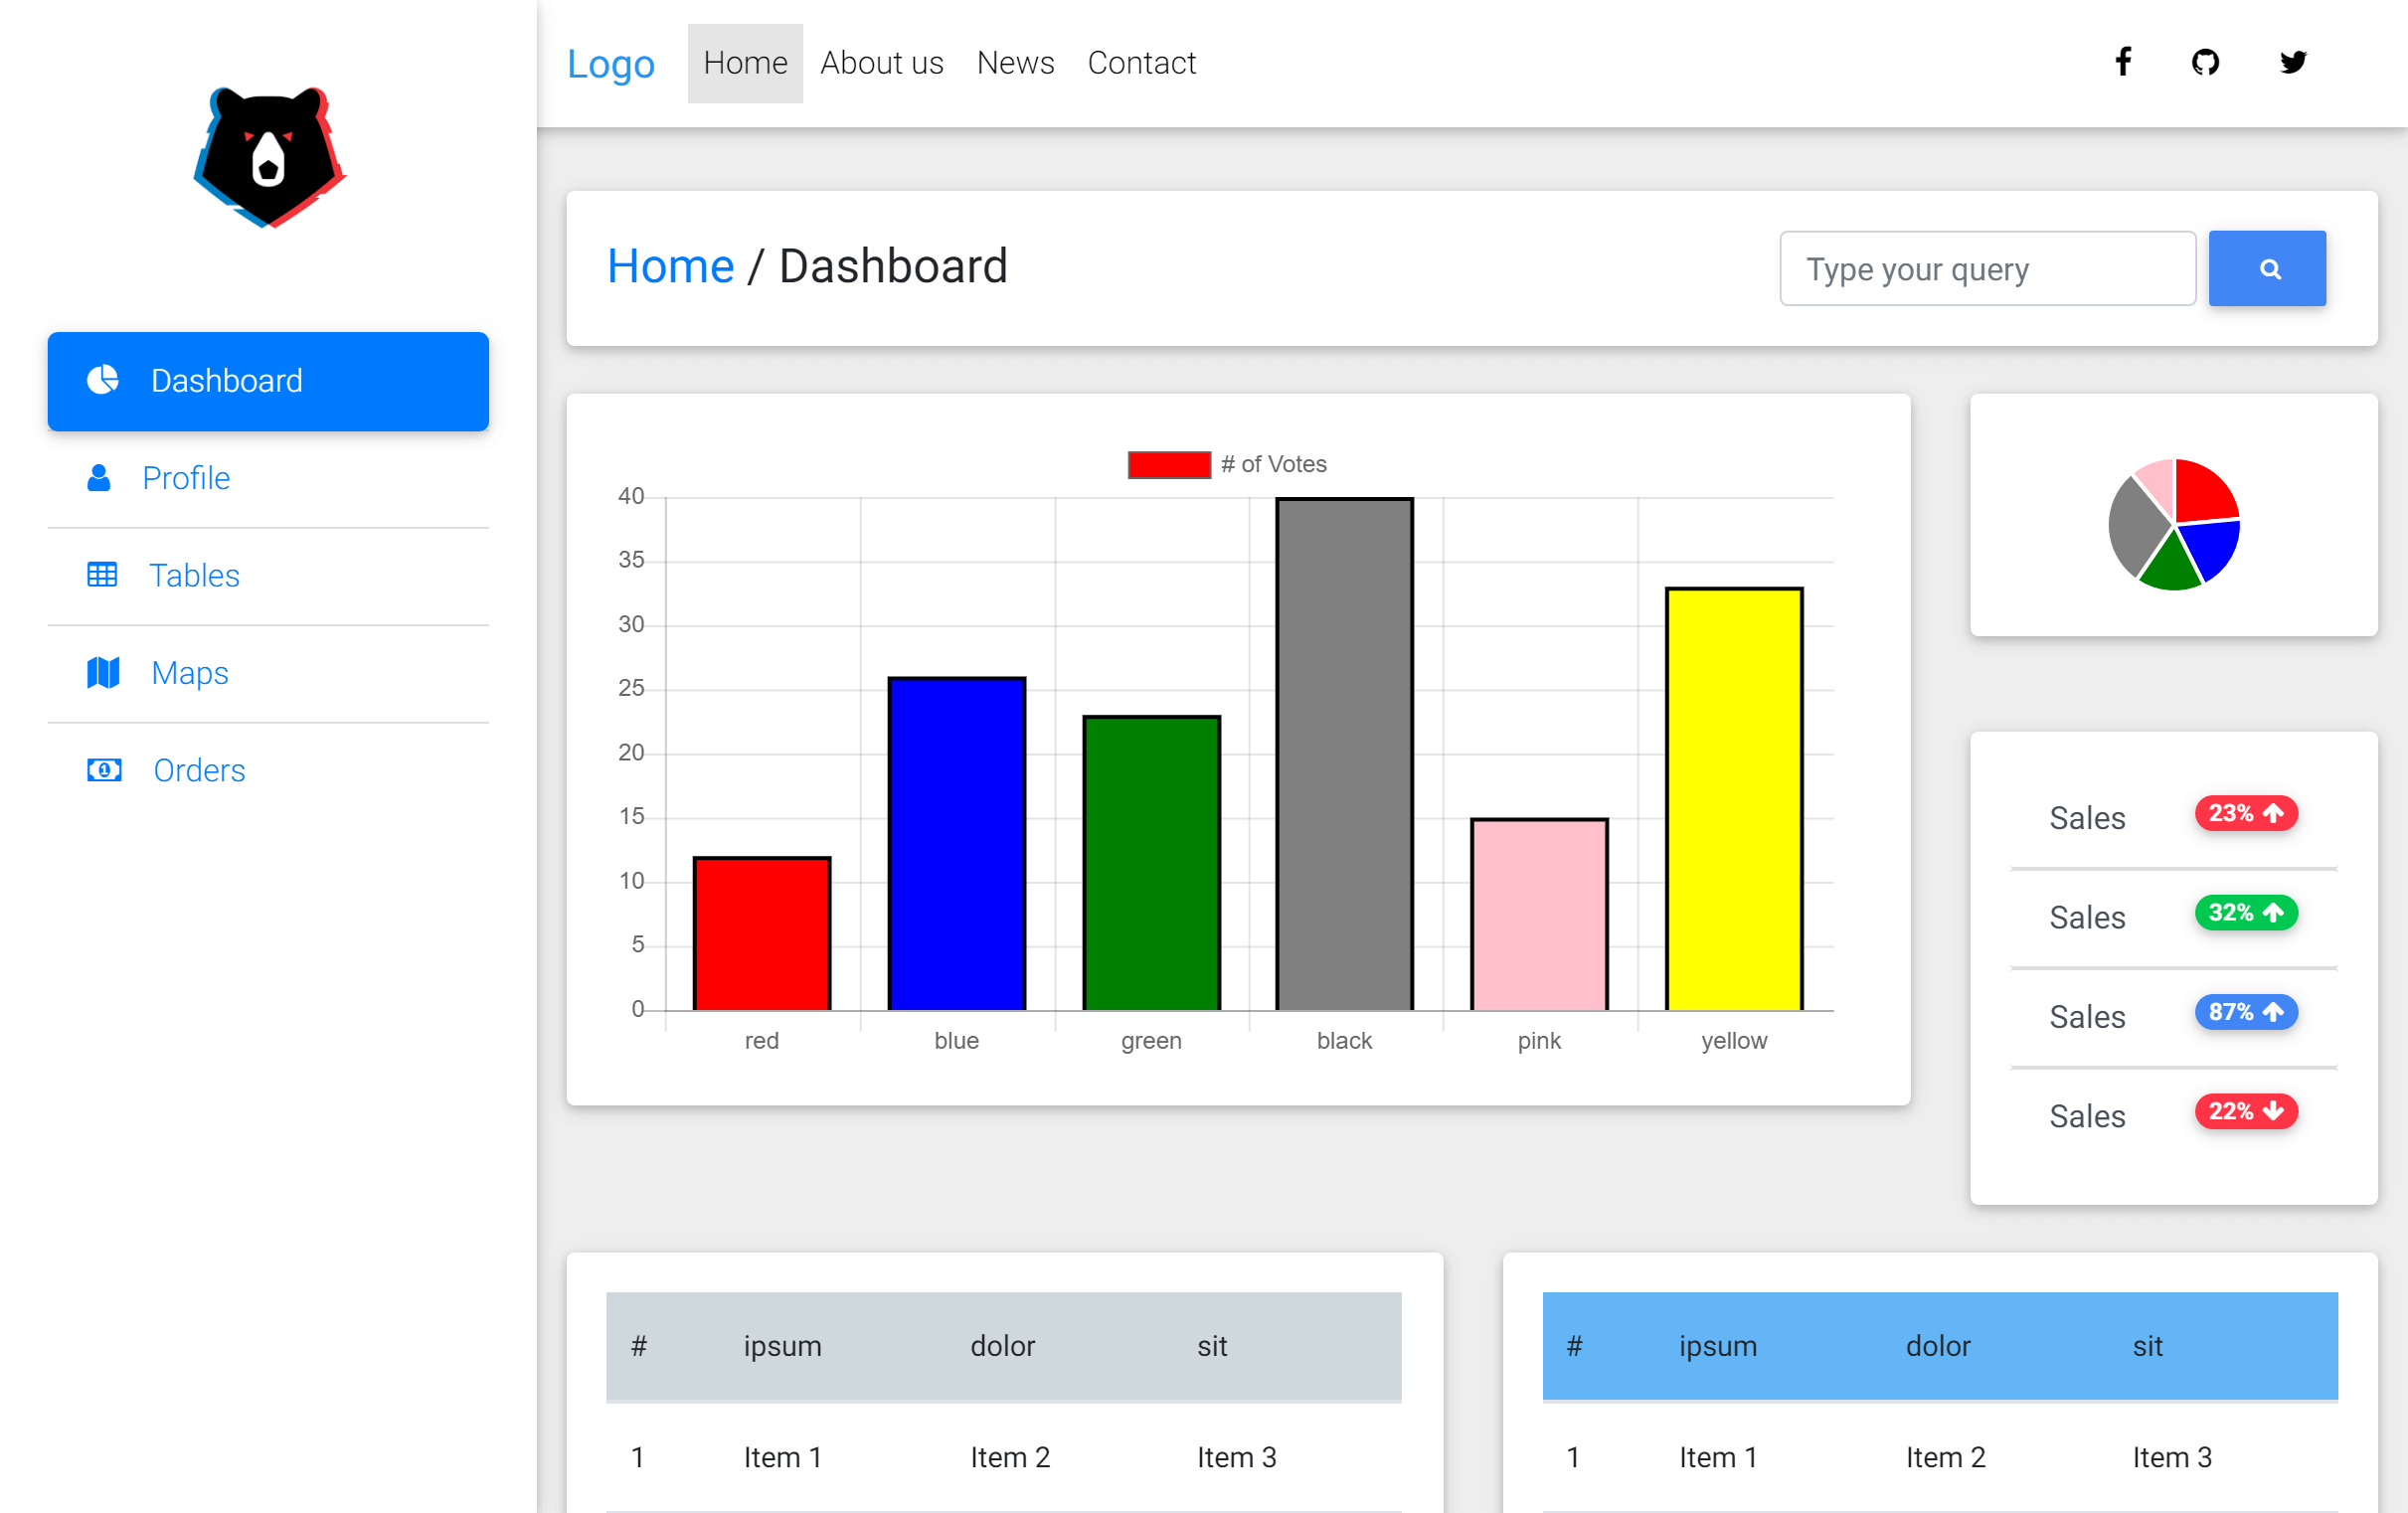 Logo Home About us News Contact
Home / Dashboard
Type your query
Dashboard
Profile
Tables
Maps
Orders
# of Votes
40
35
30
25
20
15
10
5
0
red blue green black pink yellow
Sales 23%
Sales 32%
Sales 87%
Sales 22%
# ipsum dolor sit
1 Item 1 Item 2 Item 3
# ipsum dolor sit
1 Item 1 Item 2 Item 3